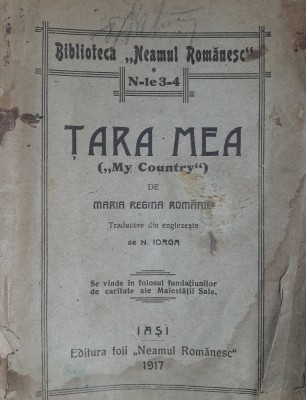 Biblioteca „Neamul Românesc“
N-le 3-4
ȚARA MEA
(„My Country“)
DE
MARIA REGINA ROMÂNIEI
Traducere din englezește
de N. IORGA
Se vinde în folosul fundațiunilor
de caritate ale Maiestății Sale.
IAȘI
Editura foii „Neamul Românesc“
1917